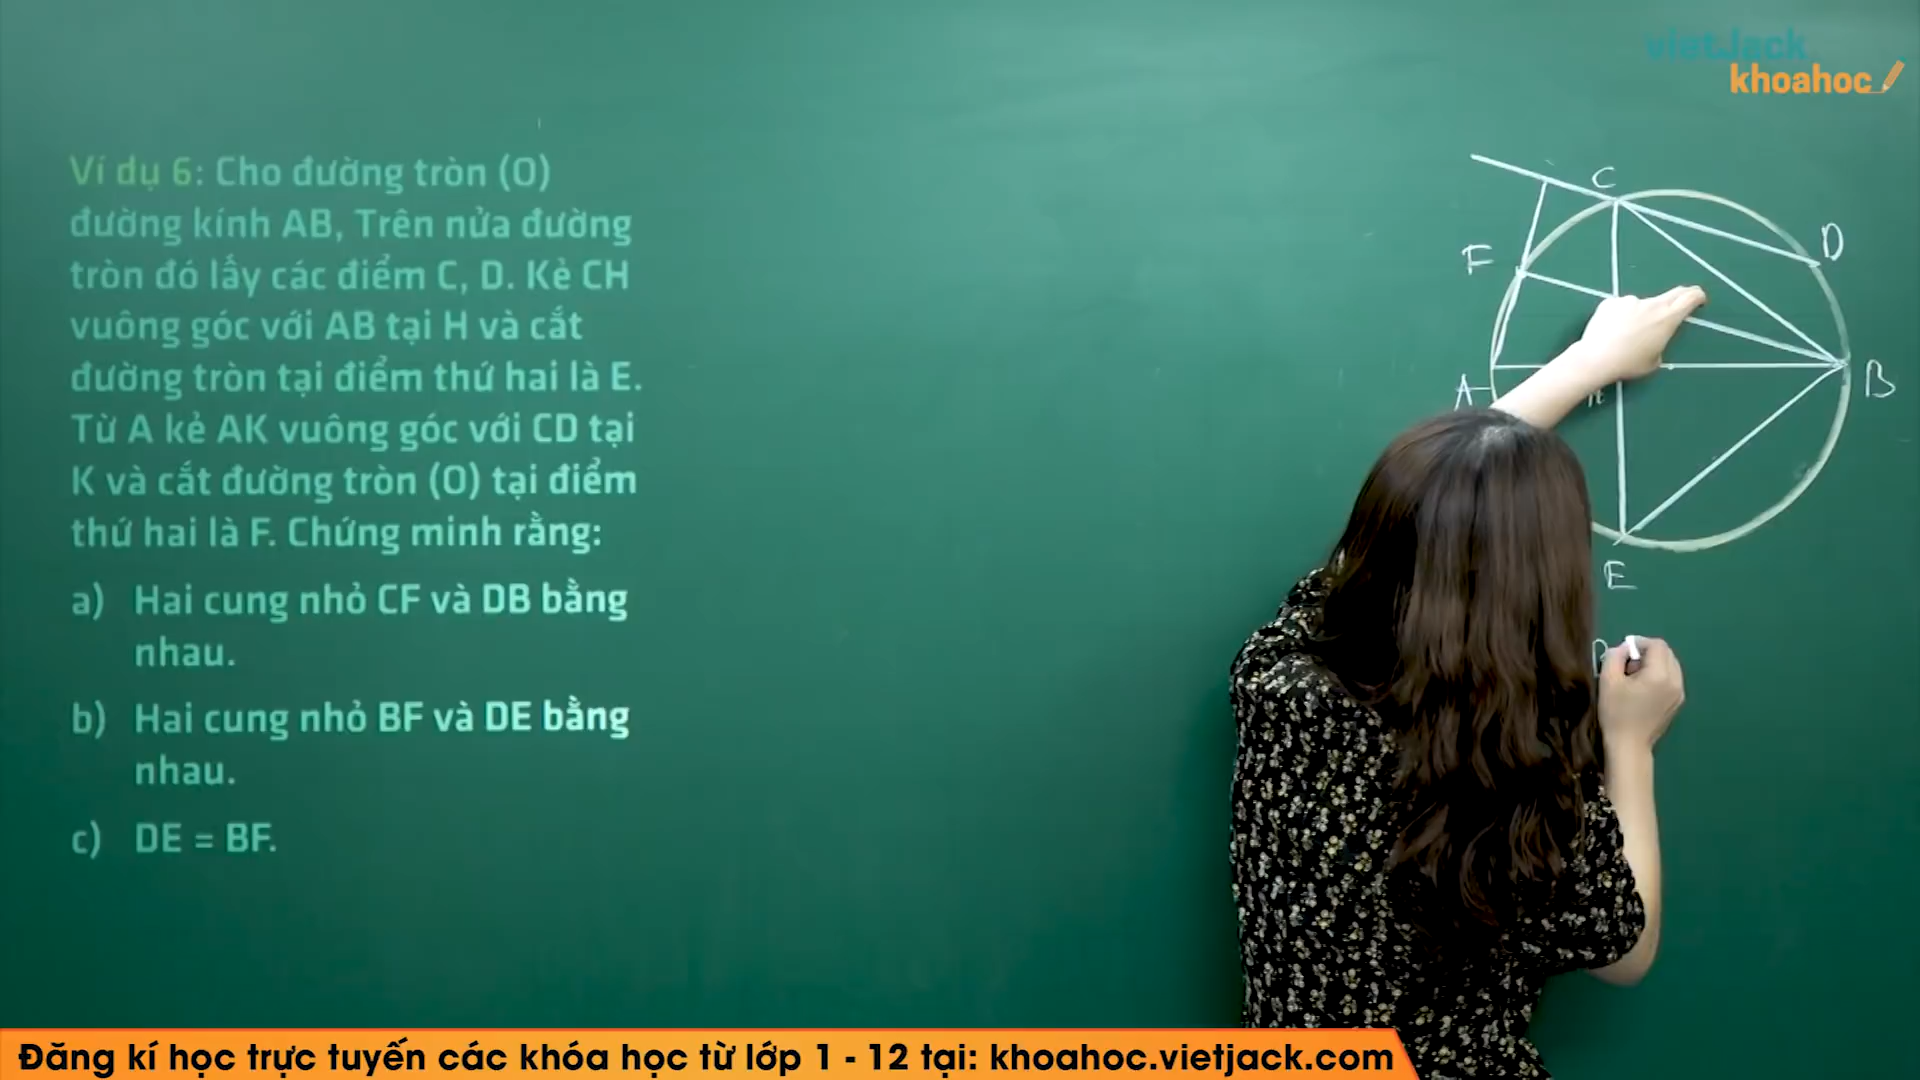 vietJack
khoahoc
Ví dụ 6: Cho đường tròn (O)
đường kính AB, Trên nửa đường
tròn đó lấy các điểm C, D. Kẻ CH
vuông góc với AB tại H và cắt
đường tròn tại điểm thứ hai là E.
Từ A kẻ AK vuông góc với CD tại
K và cắt đường tròn (O) tại điểm
thứ hai là F. Chứng minh rằng:
a) Hai cung nhỏ CF và DB bằng
nhau.
b) Hai cung nhỏ BF và DE bằng
nhau.
c) DE = BF.
C
D
F
A
B
E
Đăng kí học trực tuyến các khóa học từ lớp 1 - 12 tại: khoahoc.vietjack.com